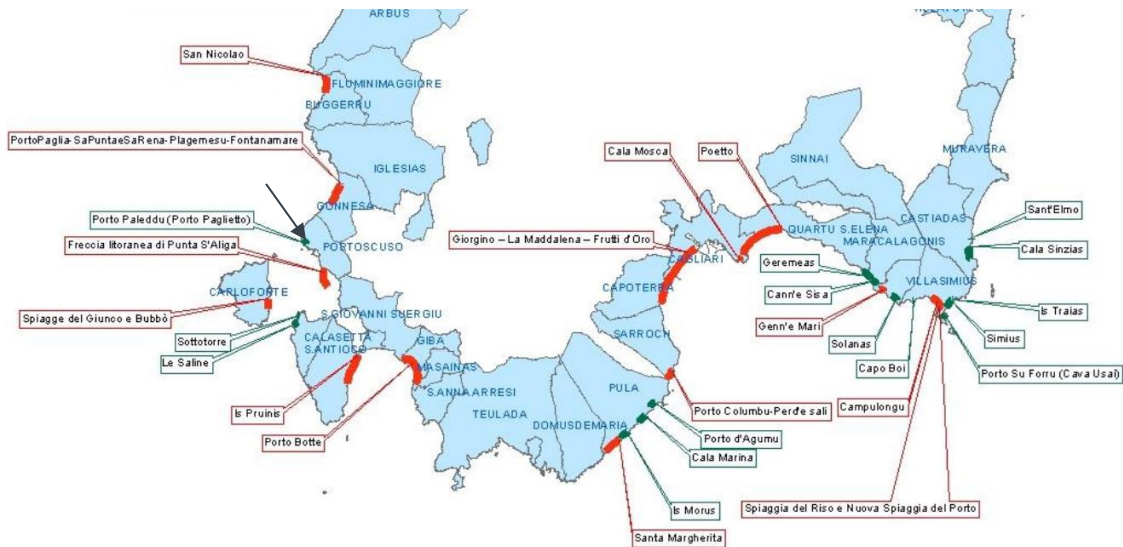 ARBUS
San Nicolao
FLUMINIMAGGIORE
BUGGERRU
PortoPaglia-SaPuntaeSaRena-Plagemesu-Fontanamare
IGLESIAS
Cala Mosca
Poetto
SINNAI
MURAVERA
GONNESA
Porto Paleddu (Porto Paglietto)
PORTOSCUSO
Freccia litoranea di Punta S'Aliga
Giorgino – La Maddalena – Frutti d'Oro
CASTIADAS
Sant'Elmo
QUARTU S.ELENA
MARACALAGONIS
Cala Sinzias
CAGLIARI
Geremeas
CARLOFORTE
CAPOTERRA
Cann'e Sisa
VILLASIMIUS
Spiagge del Giunco e Bubbò
S.GIOVANNI SUERGIU
Genn'e Mari
Is Traias
Sottotorre
CALASETTA
GIBA
SARROCH
Solanas
Simius
Le Saline
S.ANTIOCO
MASAINAS
Capo Boi
Porto Su Forru (Cava Usai)
S.ANNA ARRESI
PULA
Is Pruinis
TEULADA
Porto Columbu-Perd'e sali
Campulongu
DOMUSDEMARIA
Porto Botte
Porto d'Agumu
Cala Marina
Is Morus
Spiaggia del Riso e Nuova Spiaggia del Porto
Santa Margherita